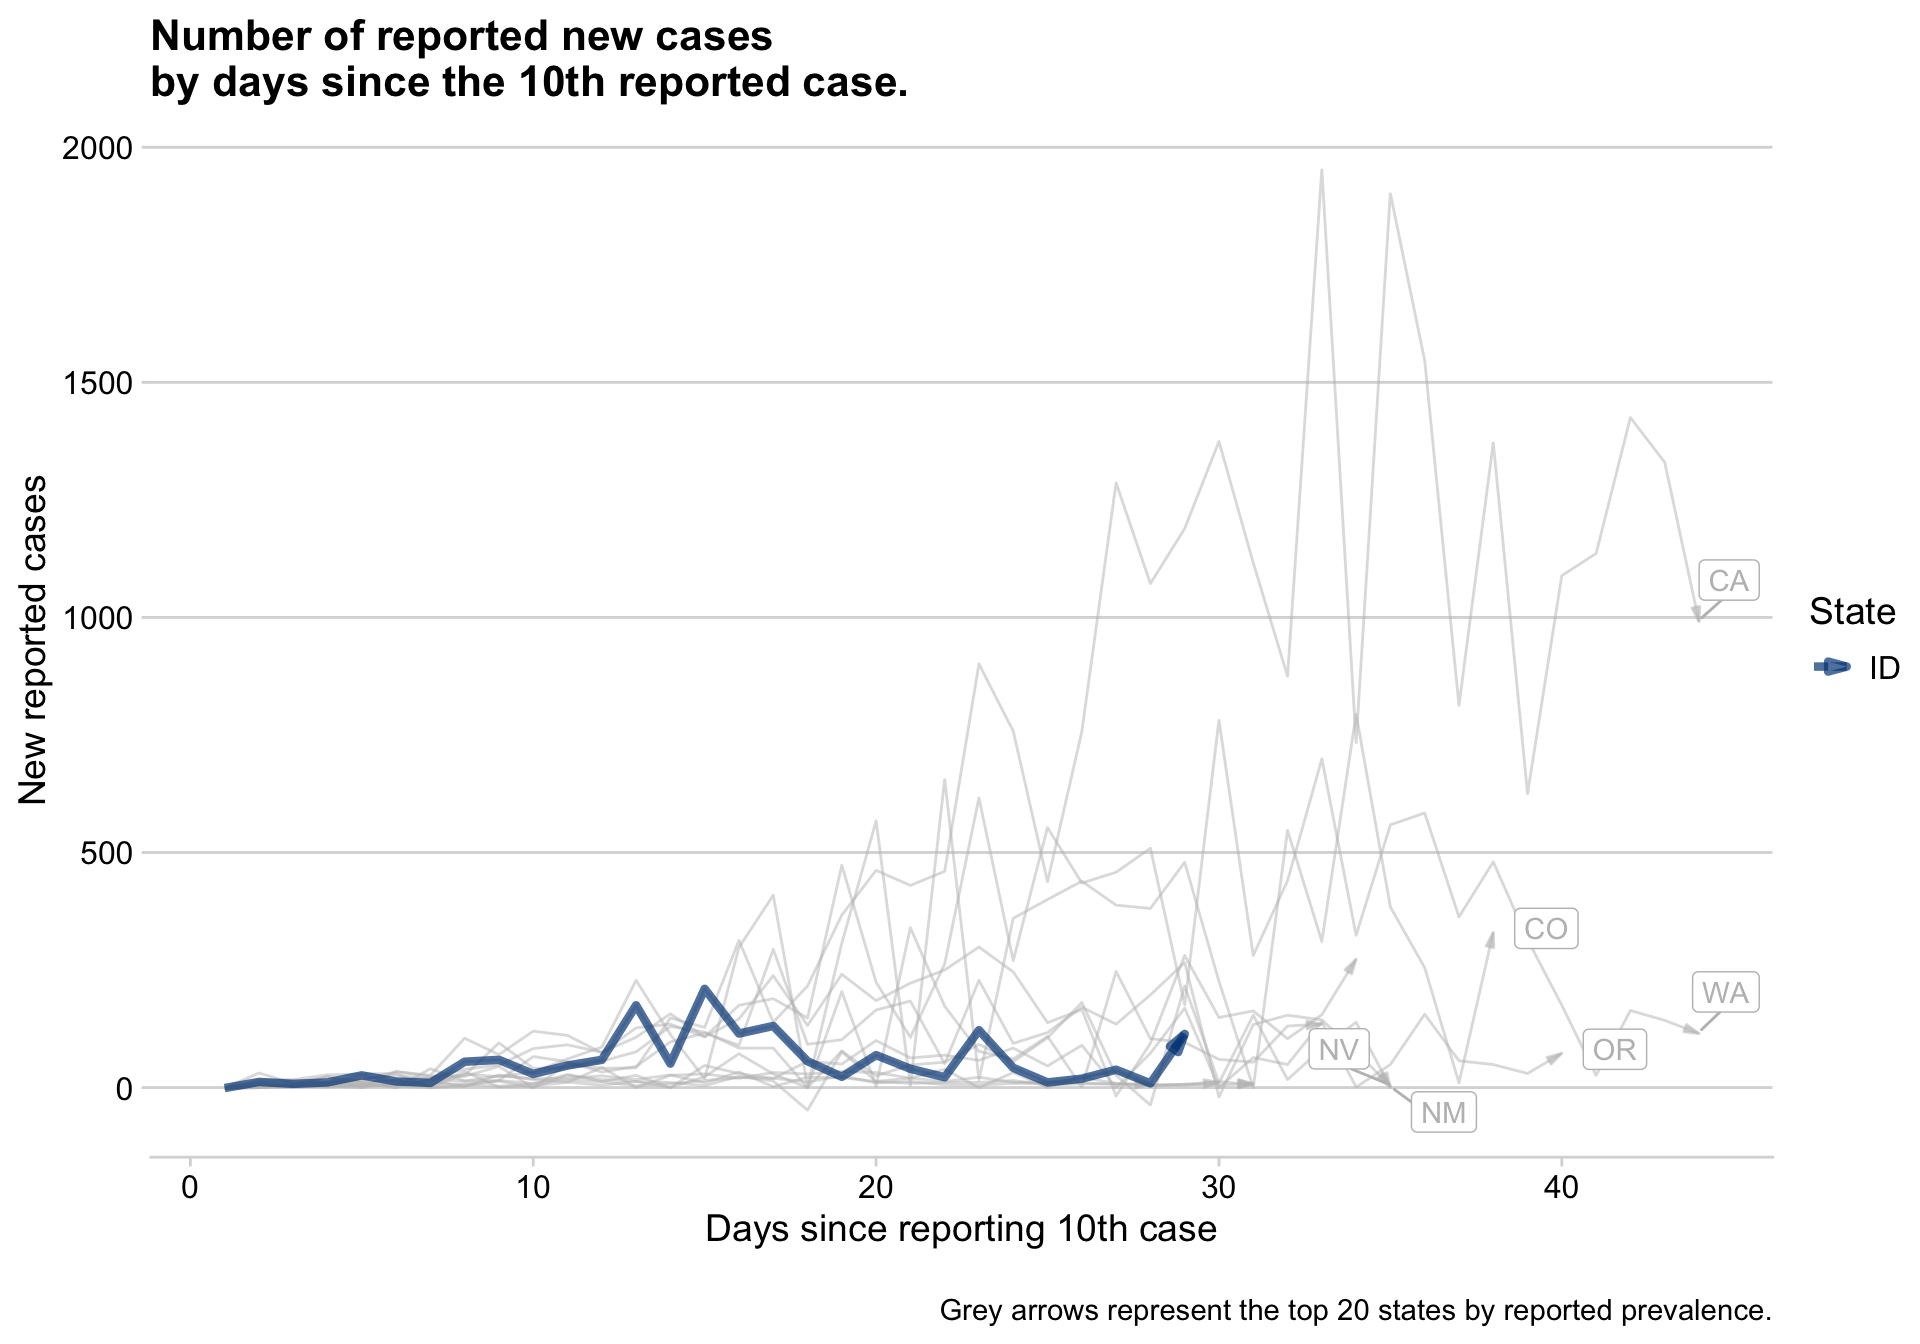 Number of reported new cases
by days since the 10th reported case.
New reported cases
2000
1500
1000
500
0
CA
CO
WA
NV
OR
NM
State
ID
0 10 20 30 40
Days since reporting 10th case
Grey arrows represent the top 20 states by reported prevalence.